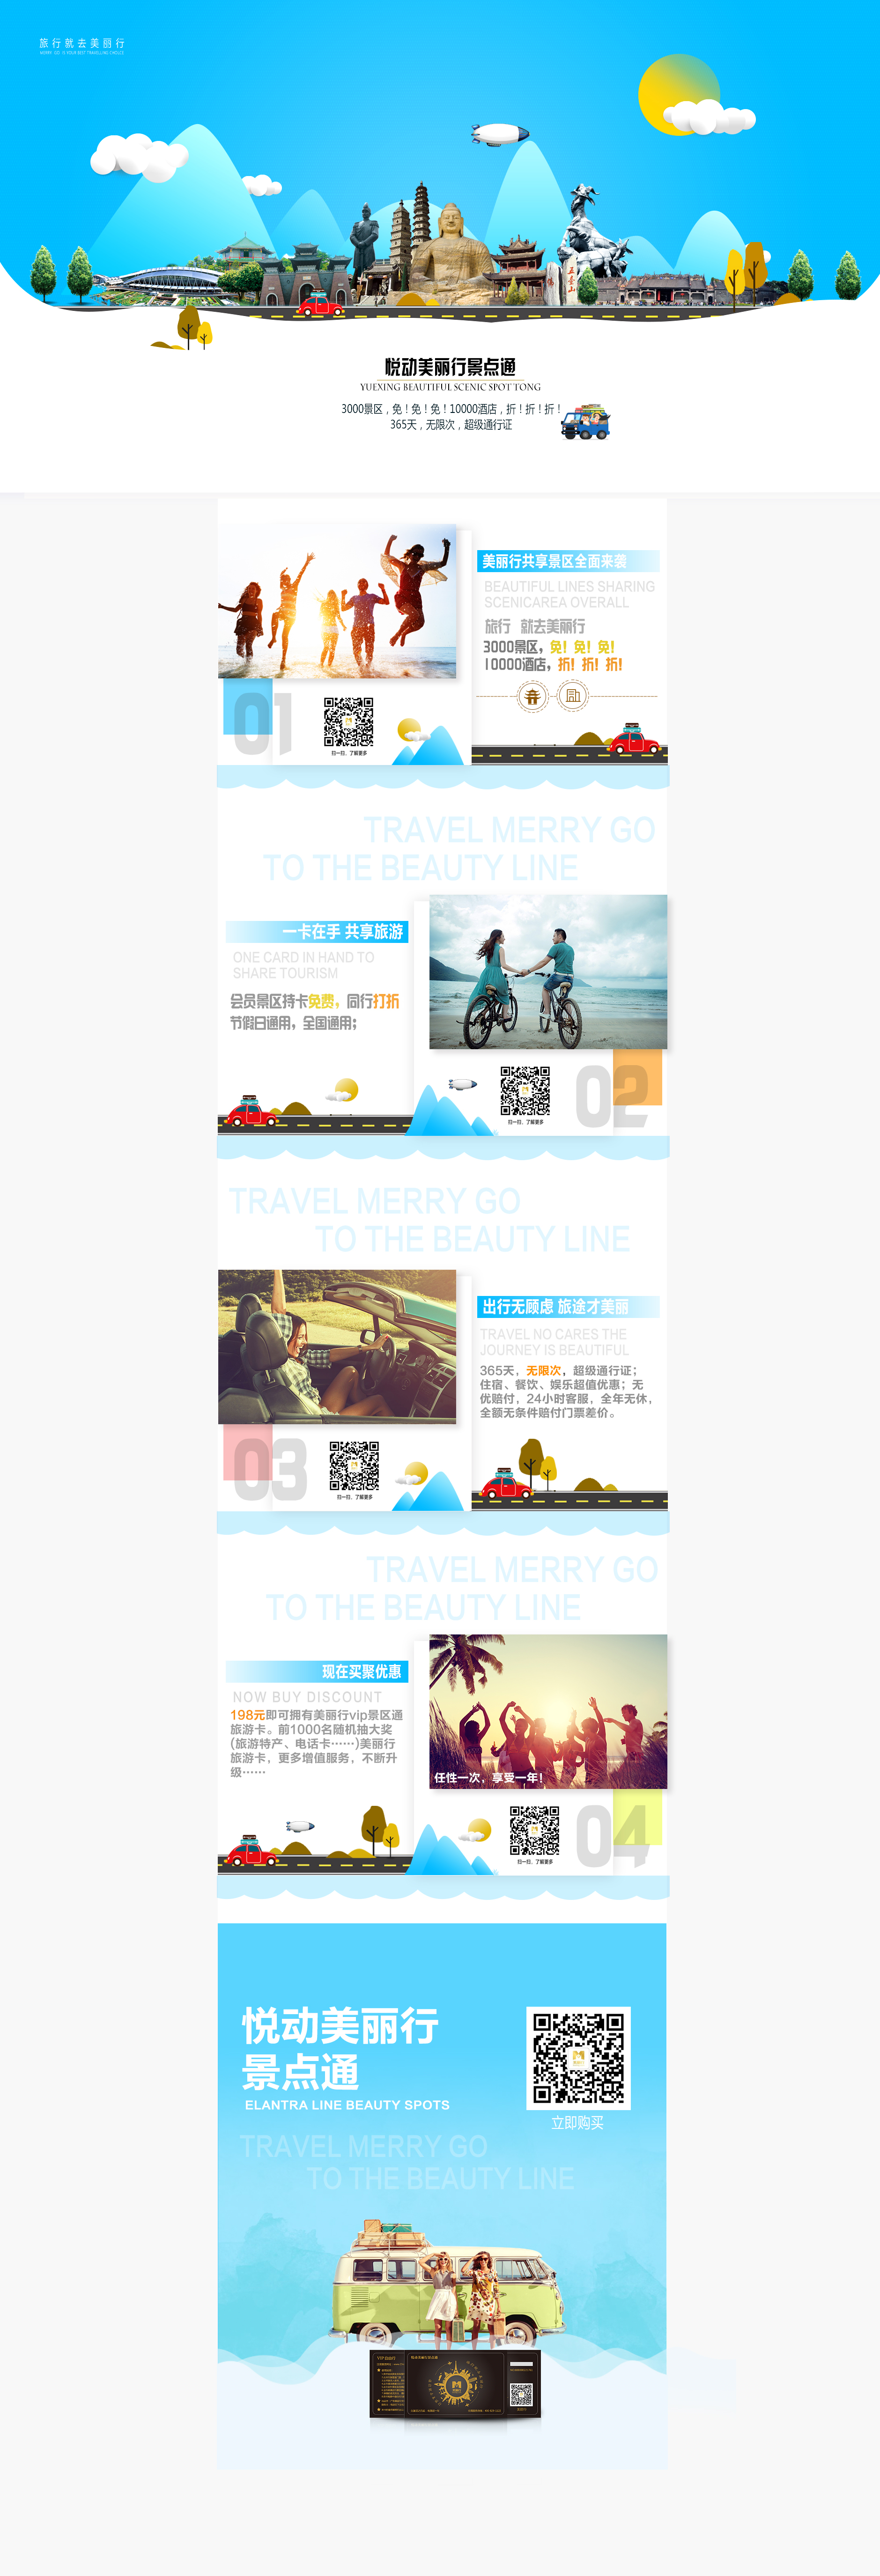 旅行就去美丽行
MERRY GO IS YOUR BEST TRAVELLING CHOICE
悦动美丽行景点通
YUEXING BEAUTIFUL SCENIC SPOT TONG
3000景区，免！免！免！10000酒店，折！折！折！
365天，无限次，超级通行证
美丽行共享景区全面来袭
BEAUTIFUL LINES SHARING
SCENICAREA OVERALL
旅行 就去美丽行
3000景区，免！免！免！
10000酒店，折！折！折！
01
扫一扫，了解更多
TRAVEL MERRY GO
TO THE BEAUTY LINE
一卡在手 共享旅游
ONE CARD IN HAND TO
SHARE TOURISM
会员景区持卡免费，同行打折
节假日通用，全国通用；
扫一扫，了解更多
02
TRAVEL MERRY GO
TO THE BEAUTY LINE
出行无顾虑 旅途才美丽
TRAVEL NO CARES THE
JOURNEY IS BEAUTIFUL
365天，无限次，超级通行证；
住宿、餐饮、娱乐超值优惠；无
优赔付，24小时客服，全年无休，
全额无条件赔付门票差价。
03
扫一扫，了解更多
TRAVEL MERRY GO
TO THE BEAUTY LINE
现在买聚优惠
NOW BUY DISCOUNT
198元即可拥有美丽行vip景区通
旅游卡。前1000名随机抽大奖
(旅游特产、电话卡……)美丽行
旅游卡，更多增值服务，不断升
级……
任性一次，享受一年！
扫一扫，了解更多
04
悦动美丽行
景点通
ELANTRA LINE BEAUTY SPOTS
立即购买
TRAVEL MERRY GO
TO THE BEAUTY LINE